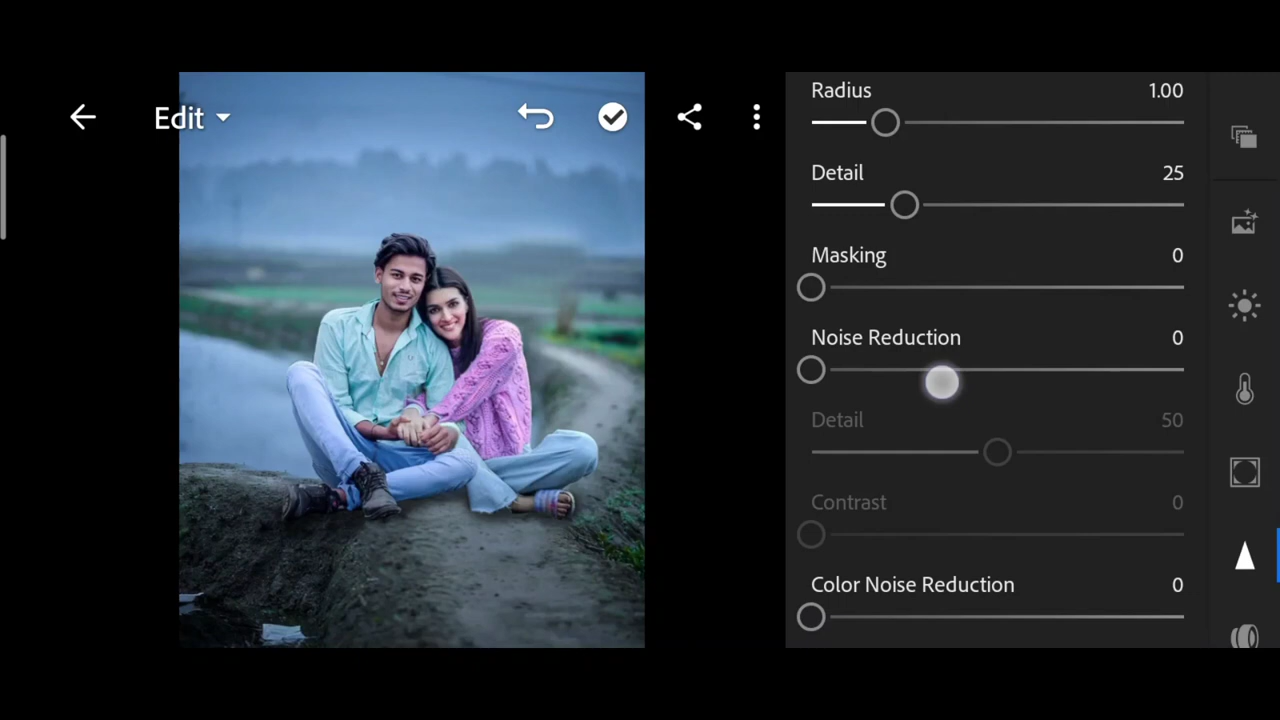 Edit
Radius 1.00
Detail 25
Masking 0
Noise Reduction 0
Detail 50
Contrast 0
Color Noise Reduction 0